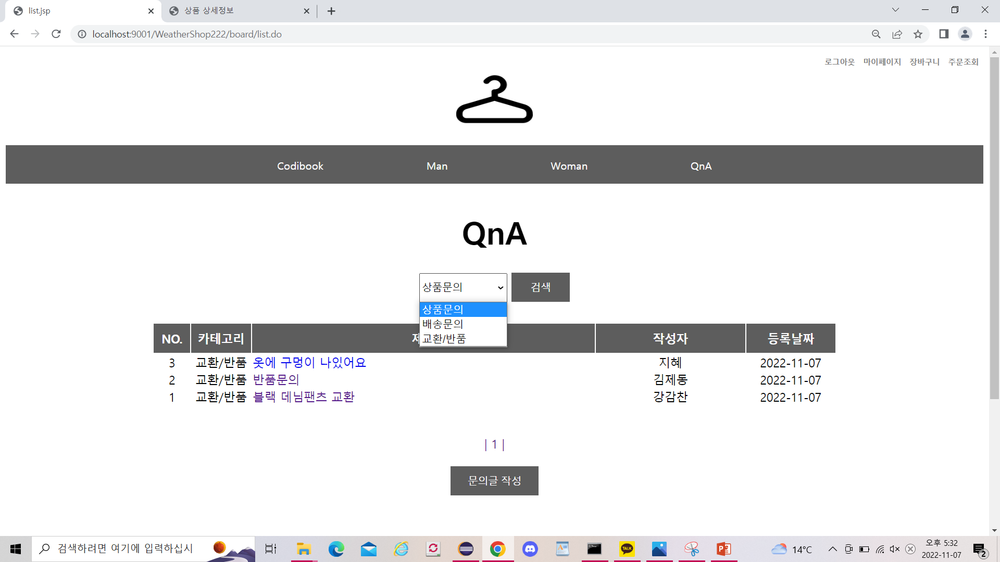 list.jsp
상품 상세정보
localhost:9001/WeatherShop222/board/list.do
로그아웃 마이페이지 장바구니 주문조회
Codibook Man Woman QnA
QnA
상품문의 검색
상품문의
배송문의
교환/반품
NO. 카테고리 작성자 등록날짜
3 교환/반품 옷에 구멍이 나있어요 지혜 2022-11-07
2 교환/반품 반품문의 김제동 2022-11-07
1 교환/반품 블랙 데님팬츠 교환 강감찬 2022-11-07
| 1 |
문의글 작성
검색하려면 여기에 입력하십시
TALK
14°C
오후 5:32
2022-11-07
2